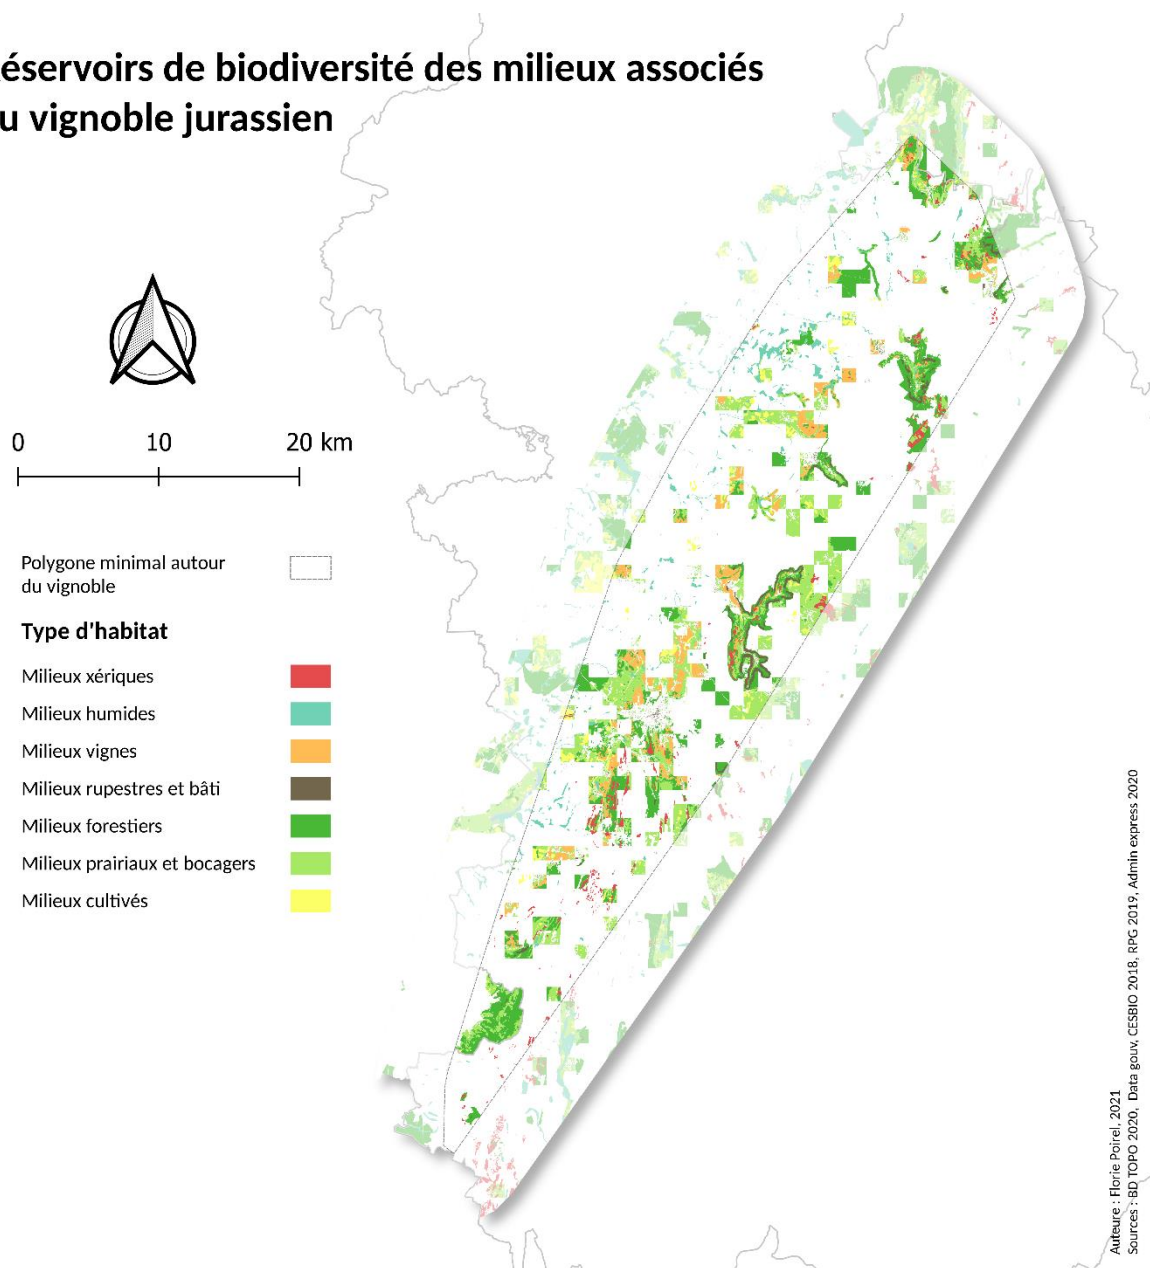 éservoirs de biodiversité des milieux associés
u vignoble jurassien
0 10 20 km
Polygone minimal autour
du vignoble
Type d'habitat
Milieux xériques
Milieux humides
Milieux vignes
Milieux rupestres et bâti
Milieux forestiers
Milieux prairiaux et bocagers
Milieux cultivés
Auteure : Florie Poirel, 2021
Sources : BD TOPO 2020, Data gouv, CESBIO 2018, RPG 2019, Admin express 2020